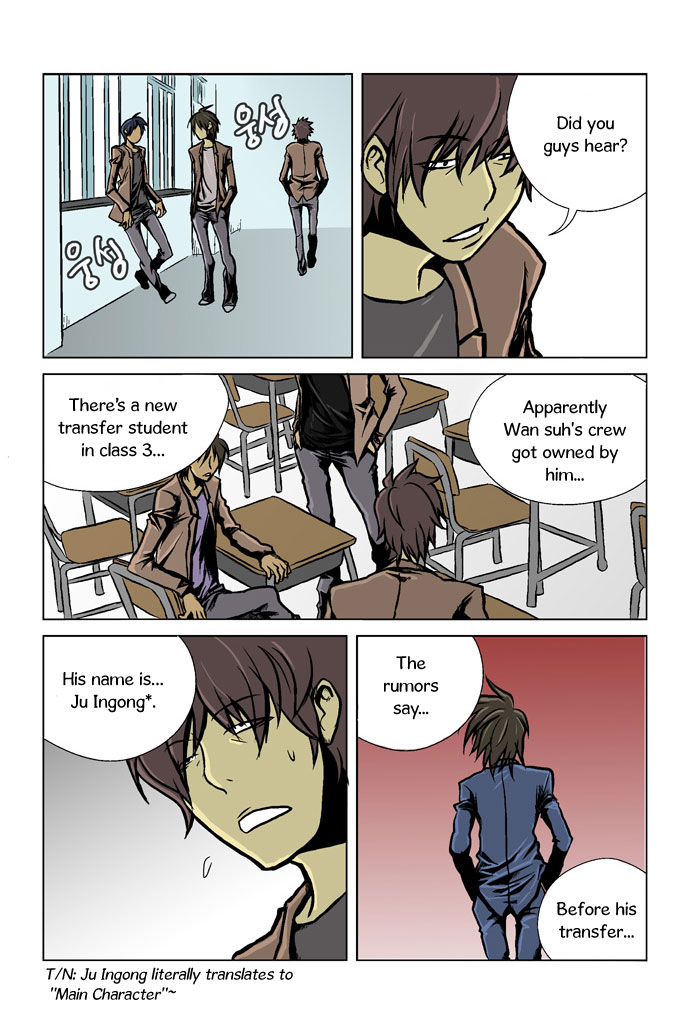 웅성
웅성
Did you
guys hear?
There's a new
transfer student
in class 3...
Apparently
Wan suh's crew
got owned by
him...
His name is...
Ju Ingong*.
The
rumors
say...
Before his
transfer...
T/N: Ju Ingong literally translates to
"Main Character"~